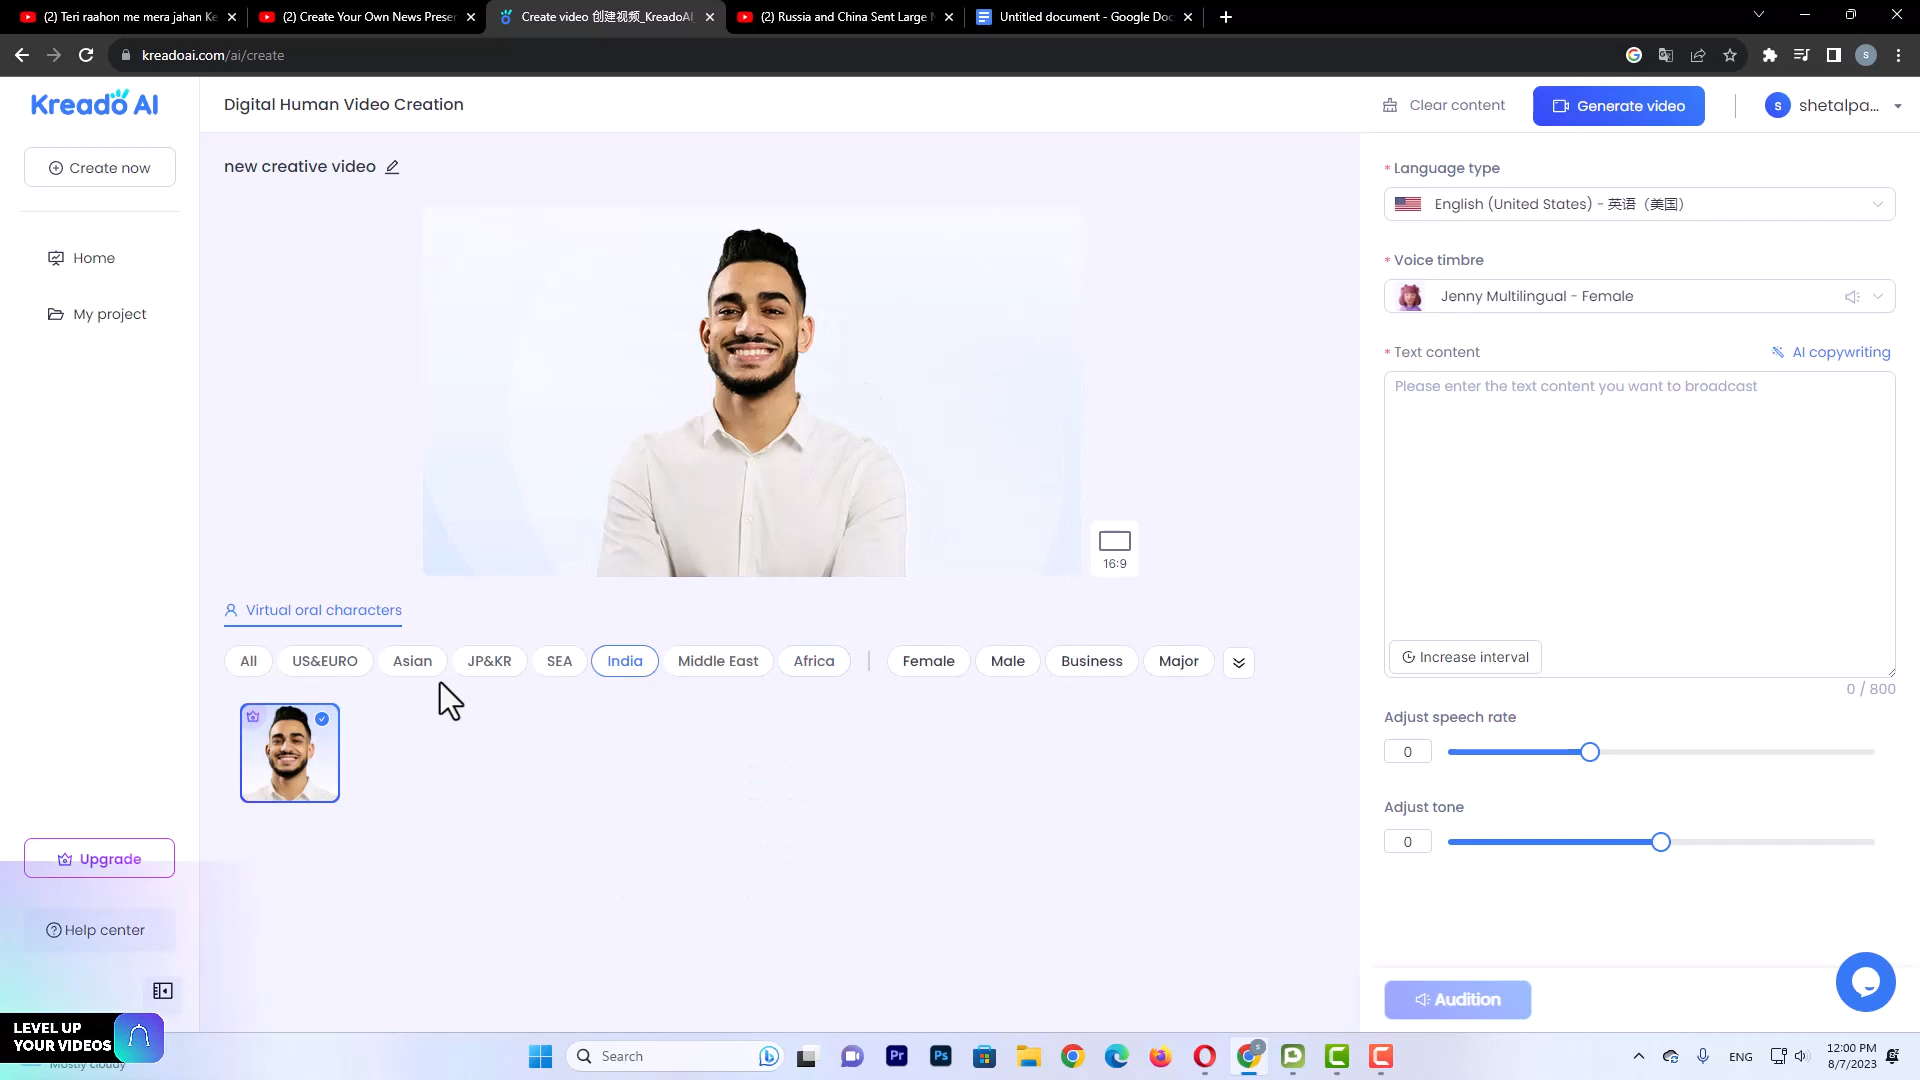 (2) Teri raahon me mera jahan Ke
(2) Create Your Own News Presen
Create video 创建视频_KreadoAI
(2) Russia and China Sent Large N
Untitled document - Google Doc
kreadoai.com/ai/create
S
Kreado AI
Digital Human Video Creation
Clear content
Generate video
S
shetalpa...
Create now
new creative video
Home
My project
Language type
English (United States) - 英语（美国）
Voice timbre
Jenny Multilingual - Female
Text content
AI copywriting
Please enter the text content you want to broadcast
16:9
Virtual oral characters
All
US&EURO
Asian
JP&KR
SEA
India
Middle East
Africa
Female
Male
Business
Major
Increase interval
0 / 800
Adjust speech rate
0
Adjust tone
0
Upgrade
Help center
Audition
LEVEL UP
YOUR VIDEOS
Mostly cloudy
Search
Pr
Ps
S
ENG
12:00 PM
8/7/2023